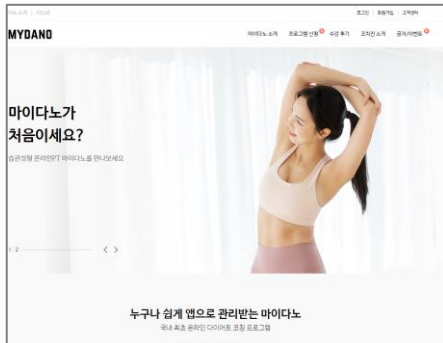 로그인 회원가입 고객센터
MYDANO
마이다노 소개 프로그램 신청 수강 후기 코치진 소개 공지/이벤트
마이다노가
처음이세요?
습관성형 온라인PT 마이다노를 만나보세요
1 2
누구나 쉽게 앱으로 관리받는 마이다노
국내 최초 온라인 다이어트 코칭 프로그램